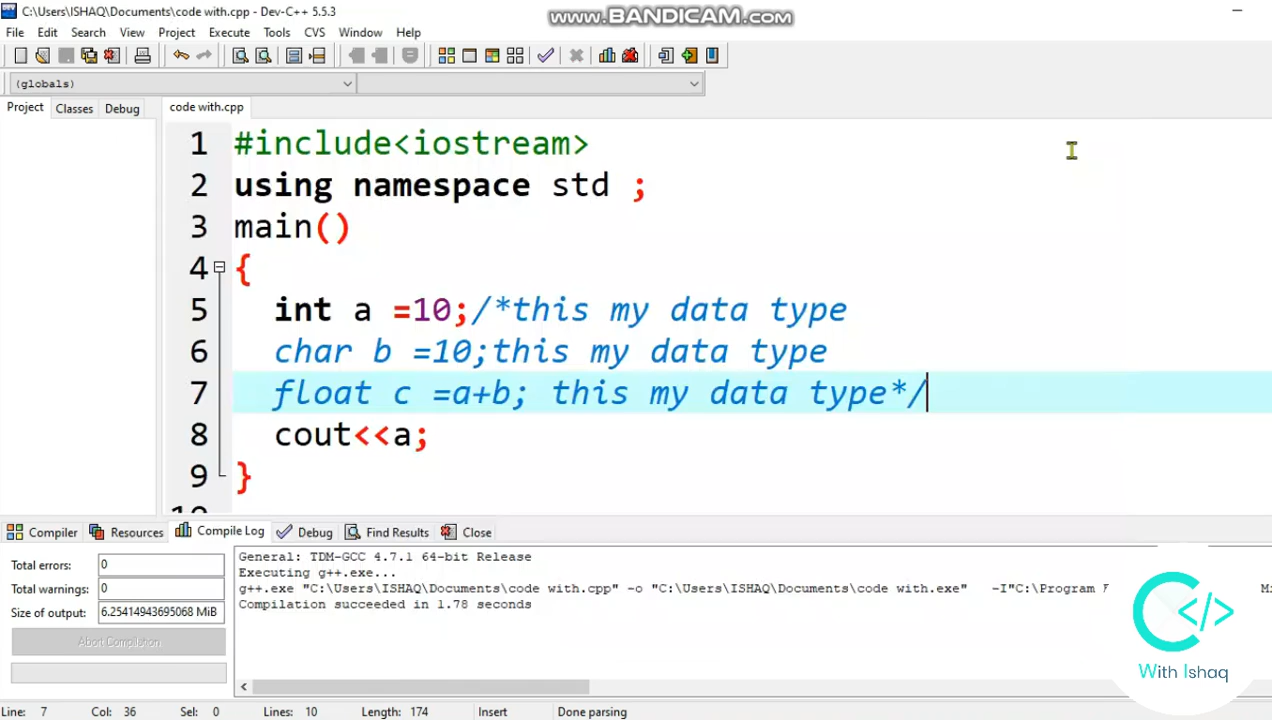 C:\Users\ISHAQ\Documents\code with.cpp - Dev-C++ 5.5.3
www.BANDICAM.com
File Edit Search View Project Execute Tools CVS Window Help
(globals)
Project Classes Debug code with.cpp
1 #include<iostream>
2 using namespace std ;
3 main()
4 {
5 int a =10;/*this my data type
6 char b =10;this my data type
7 float c =a+b; this my data type*/
8 cout<<a;
9 }
10
Compiler Resources Compile Log Debug Find Results Close
Total errors: 0
Total warnings: 0
Size of output: 6.25414943695068 MiB
Abort Compilation
General: TDM-GCC 4.7.1 64-bit Release
Executing g++.exe...
g++.exe "C:\Users\ISHAQ\Documents\code with.cpp" -o "C:\Users\ISHAQ\Documents\code with.exe" -I"C:\Program F Mi
Compilation succeeded in 1.78 seconds
C</>
With Ishaq
Line: 7 Col: 36 Sel: 0 Lines: 10 Length: 174 Insert Done parsing